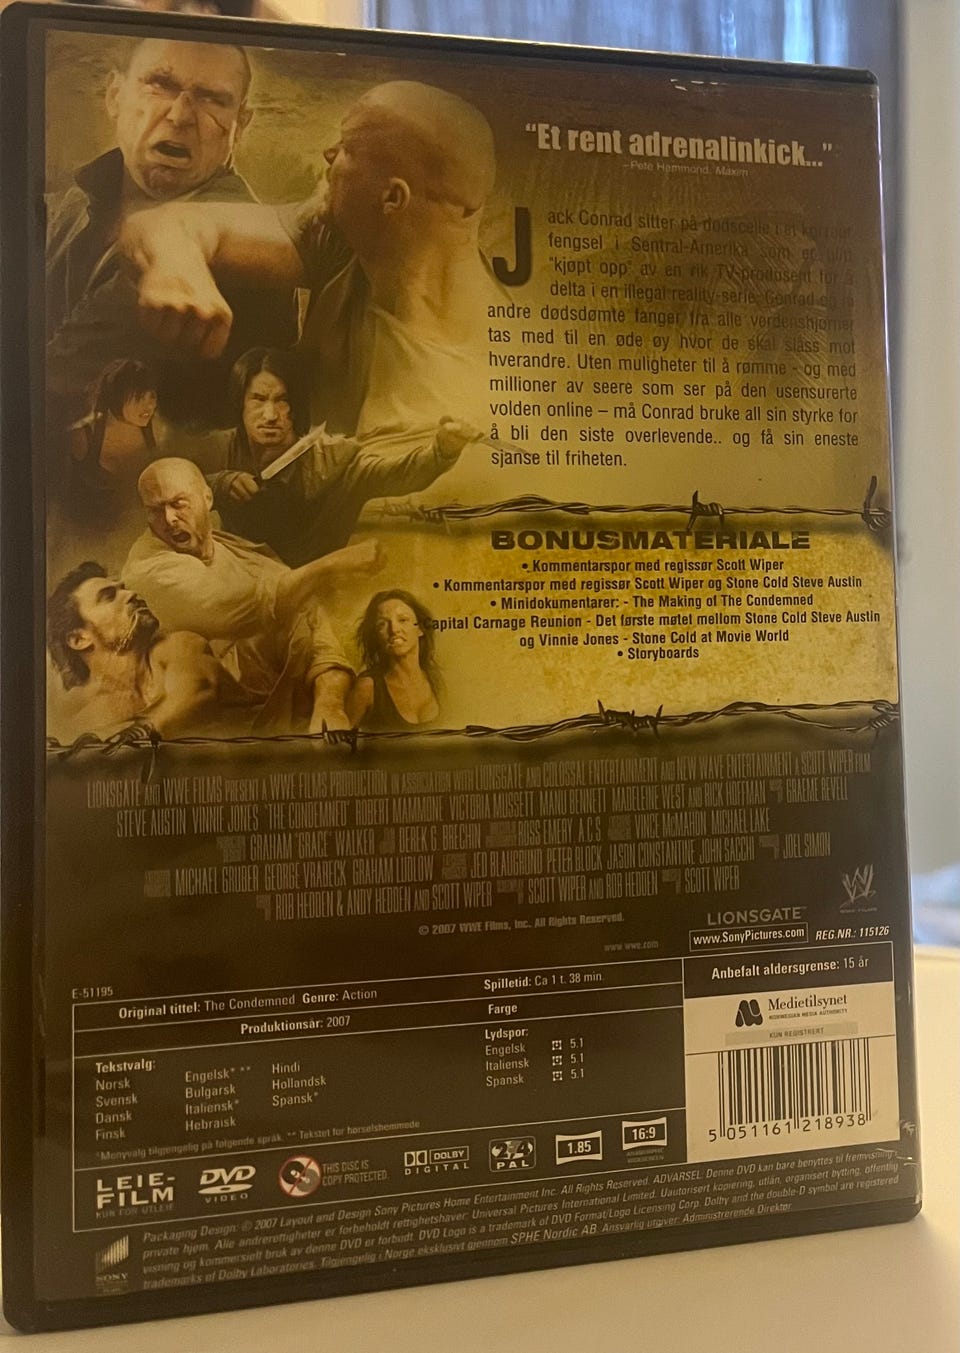 “Et rent adrenalinkick...”
–Pete Hammond, Maxim
Jack Conrad sitter på dødscelle i et korrupt
fengsel i Sentral-Amerika som er blitt
"kjøpt opp" av en rik TV-produsent for å
delta i en illegal reality-serie. Conrad og ni
andre dødsdømte fanger fra alle verdenshjørner
tas med til en øde øy hvor de skal slåss mot
hverandre. Uten muligheter til å rømme - og med
millioner av seere som ser på den usensurerte
volden online – må Conrad bruke all sin styrke for
å bli den siste overlevende.. og få sin eneste
sjanse til friheten.
BONUSMATERIALE
• Kommentarspor med regissør Scott Wiper
• Kommentarspor med regissør Scott Wiper og Stone Cold Steve Austin
• Minidokumentarer: - The Making of The Condemned
- Capital Carnage Reunion - Det første møtet mellom Stone Cold Steve Austin
og Vinnie Jones - Stone Cold at Movie World
• Storyboards
LIONSGATE AND WWE FILMS PRESENT A WWE FILMS PRODUCTION IN ASSOCIATION WITH LIONSGATE AND COLOSSAL ENTERTAINMENT AND NEW WAVE ENTERTAINMENT A SCOTT WIPER FILM
STEVE AUSTIN VINNIE JONES "THE CONDEMNED" ROBERT MAMMONE VICTORIA MUSSETT MANU BENNETT MADELEINE WEST AND RICK HOFFMAN GRAEME REVELL
GRAHAM "GRACE" WALKER DEREK G. BRECHIN ROSS EMERY A.C.S. VINCE McMAHON MICHAEL LAKE
MICHAEL GRUBER GEORGE VRABECK GRAHAM LUDLOW JED BLAUGRUND PETER BLOCK JASON CONSTANTINE JOHN SACCHI JOEL SIMON
ROB HEDDEN & ANDY HEDDEN AND SCOTT WIPER SCOTT WIPER AND ROB HEDDEN SCOTT WIPER
© 2007 WWE Films, Inc. All Rights Reserved.
LIONSGATE
www.wwe.com
www.SonyPictures.com
REG.NR.: 115126
E-51195
Original tittel: The Condemned Genre: Action
Spilletid: Ca 1 t. 38 min.
Produktionsår: 2007
Farge
Anbefalt aldersgrense: 15 år
Medietilsynet
NORWEGIAN MEDIA AUTHORITY
KUN REGISTRERT
Tekstvalg:
Norsk
Svensk
Dansk
Finsk
Engelsk* **
Bulgarsk
Italiensk*
Hebraisk
Hindi
Hollandsk
Spansk*
Lydspor:
Engelsk 5.1
Italiensk 5.1
Spansk 5.1
*Menyvalg tilgjengelig på følgende språk. ** Tekstet for hørselshemmede
5 051161 218938
LEIE-
FILM
KUN FOR UTLEIE
DVD
VIDEO
THIS DISC IS
COPY PROTECTED.
DOLBY
DIGITAL
2
PAL
1.85
16:9
ANAMORPHIC
WIDESCREEN
SONY
Packaging Design: © 2007 Layout and Design Sony Pictures Home Entertainment Inc. All Rights Reserved. ADVARSEL: Denne DVD kan bare benyttes til fremvisning i
private hjem. Alle andrerettigheter er forbeholdt rettighetshaver: Universal Pictures International Limited. Uautorisert kopiering, utlån, organisert bytting, offentlig
visning og kommersielt bruk av denne DVD er forbudt. DVD Logo is a trademark of DVD Format/Logo Licensing Corp. Dolby and the double-D symbol are registered
trademarks of Dolby Laboratories. Tilgjengelig i Norge eksklusivt gjennom SPHE Nordic AB. Ansvarlig utgiver: Administrerende Direktør